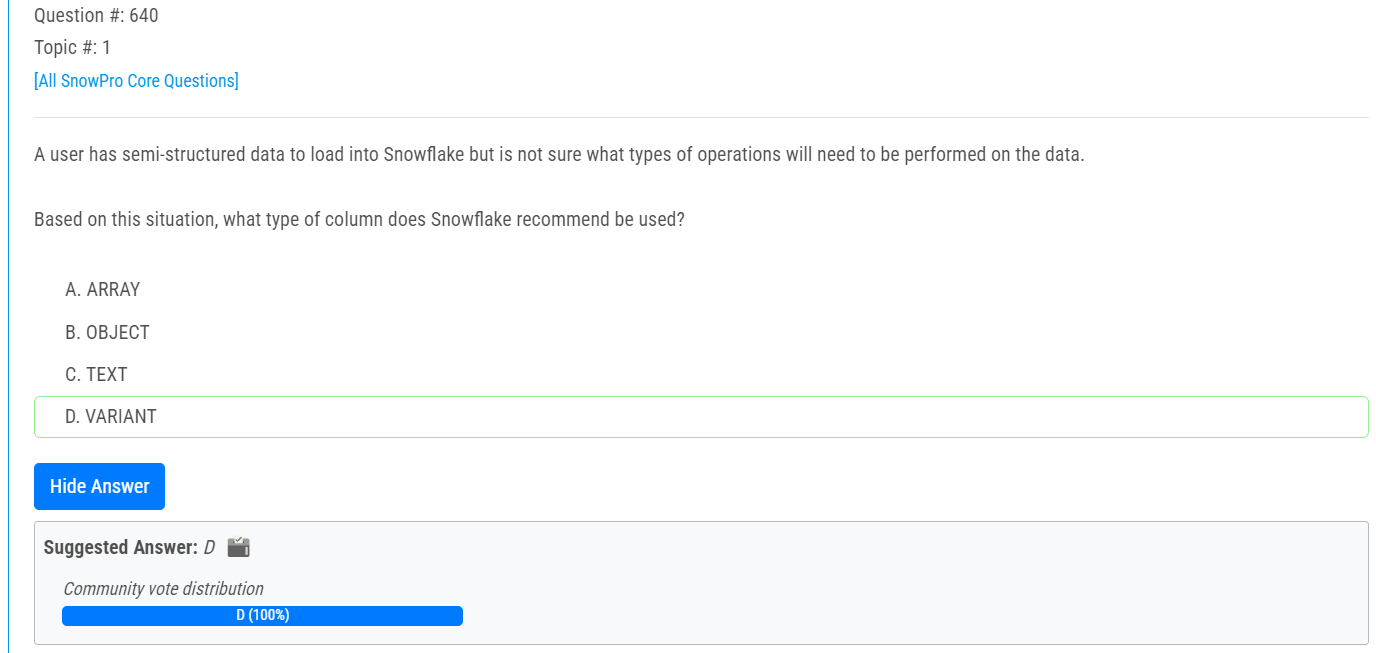 Question #: 640
Topic #: 1
[All SnowPro Core Questions]
A user has semi-structured data to load into Snowflake but is not sure what types of operations will need to be performed on the data.
Based on this situation, what type of column does Snowflake recommend be used?
A. ARRAY
B. OBJECT
C. TEXT
D. VARIANT
Hide Answer
Suggested Answer: D
Community vote distribution
D (100%)